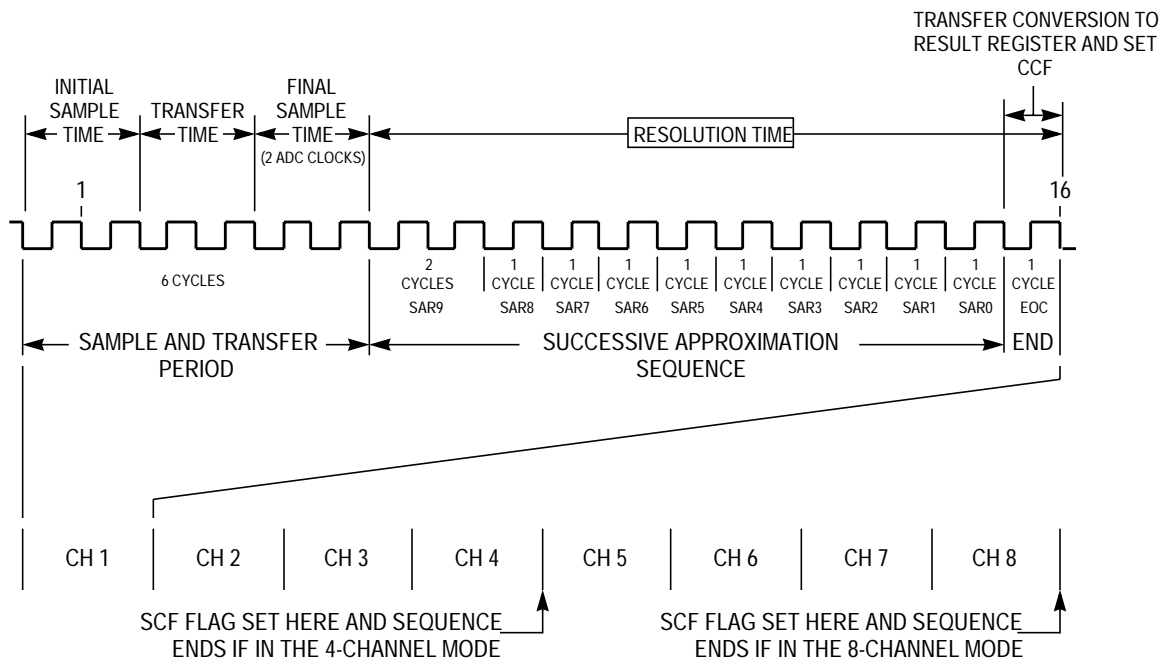 TRANSFER CONVERSION TO
RESULT REGISTER AND SET
CCF
INITIAL
SAMPLE
TIME
TRANSFER
TIME
FINAL
SAMPLE
TIME
(2 ADC CLOCKS)
RESOLUTION TIME
1
16
6 CYCLES
2
CYCLES
SAR9
1
CYCLE
SAR8
1
CYCLE
SAR7
1
CYCLE
SAR6
1
CYCLE
SAR5
1
CYCLE
SAR4
1
CYCLE
SAR3
1
CYCLE
SAR2
1
CYCLE
SAR1
1
CYCLE
SAR0
1
CYCLE
EOC
SAMPLE AND TRANSFER
PERIOD
SUCCESSIVE APPROXIMATION
SEQUENCE
END
CH 1
CH 2
CH 3
CH 4
CH 5
CH 6
CH 7
CH 8
SCF FLAG SET HERE AND SEQUENCE
ENDS IF IN THE 4-CHANNEL MODE
SCF FLAG SET HERE AND SEQUENCE
ENDS IF IN THE 8-CHANNEL MODE